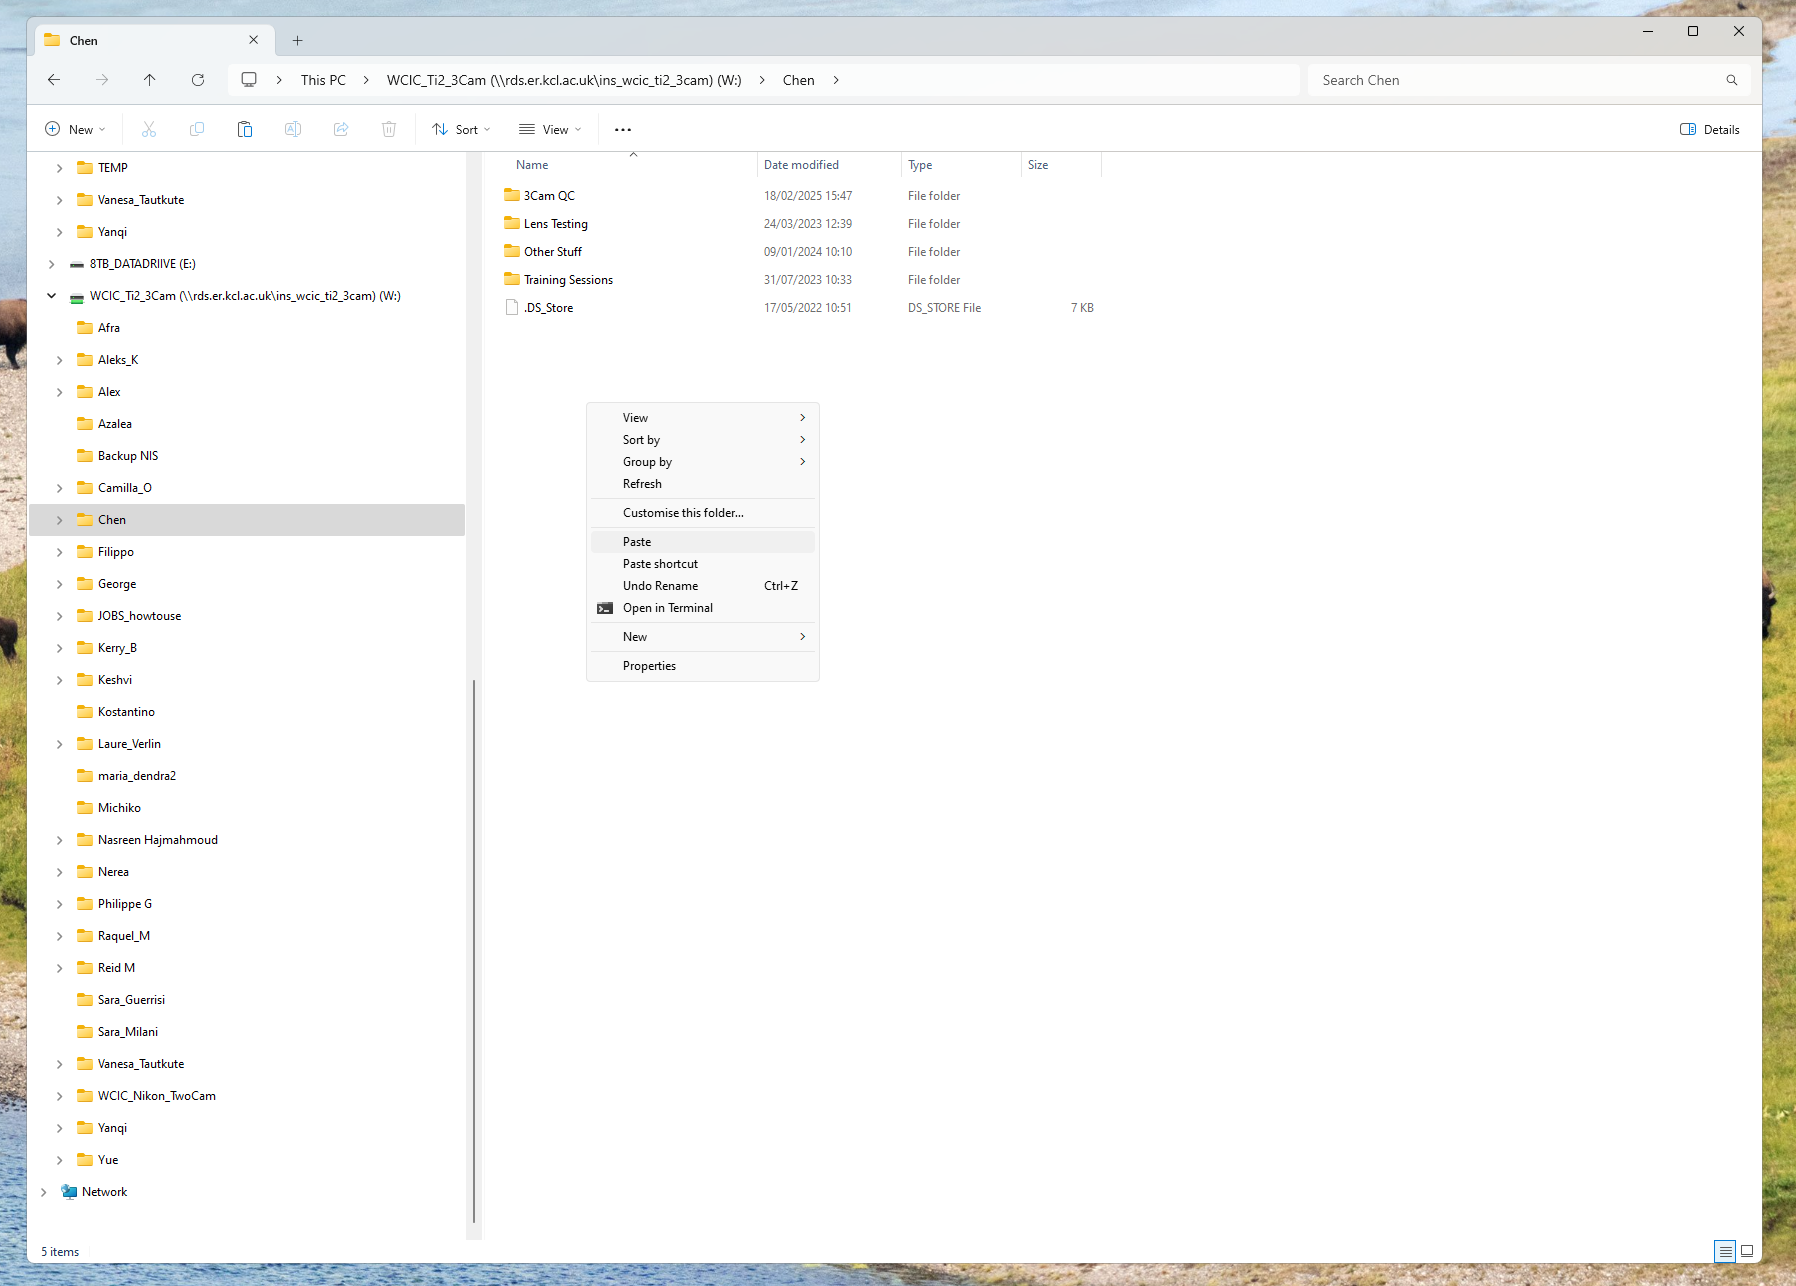 Chen
This PC
WCIC_Ti2_3Cam (\\rds.er.kcl.ac.uk\ins_wcic_ti2_3cam) (W:)
Chen
Search Chen
New
Sort
View
Details
TEMP
Vanesa_Tautkute
Yanqi
8TB_DATADRIIVE (E:)
WCIC_Ti2_3Cam (\\rds.er.kcl.ac.uk\ins_wcic_ti2_3cam) (W:)
Afra
Aleks_K
Alex
Azalea
Backup NIS
Camilla_O
Chen
Filippo
George
JOBS_howtouse
Kerry_B
Keshvi
Kostantino
Laure_Verlin
maria_dendra2
Michiko
Nasreen Hajmahmoud
Nerea
Philippe G
Raquel_M
Reid M
Sara_Guerrisi
Sara_Milani
Vanesa_Tautkute
WCIC_Nikon_TwoCam
Yanqi
Yue
Network
Name Date modified Type Size
3Cam QC 18/02/2025 15:47 File folder
Lens Testing 24/03/2023 12:39 File folder
Other Stuff 09/01/2024 10:10 File folder
Training Sessions 31/07/2023 10:33 File folder
.DS_Store 17/05/2022 10:51 DS_STORE File 7 KB
View
Sort by
Group by
Refresh
Customise this folder...
Paste
Paste shortcut
Undo Rename Ctrl+Z
Open in Terminal
New
Properties
5 items